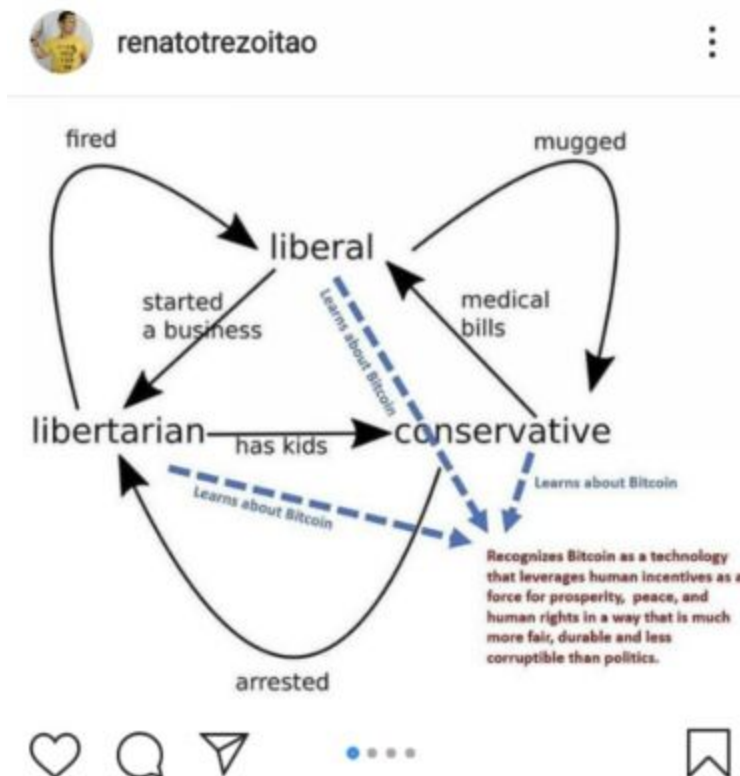 renatotrezoitao
fired
mugged
liberal
started
a business
medical
bills
Learns about Bitcoin
libertarian
has kids
conservative
Learns about Bitcoin
Learns about Bitcoin
Recognizes Bitcoin as a technology
that leverages human incentives as a
force for prosperity, peace, and
human rights in a way that is much
more fair, durable and less
corruptible than politics.
arrested